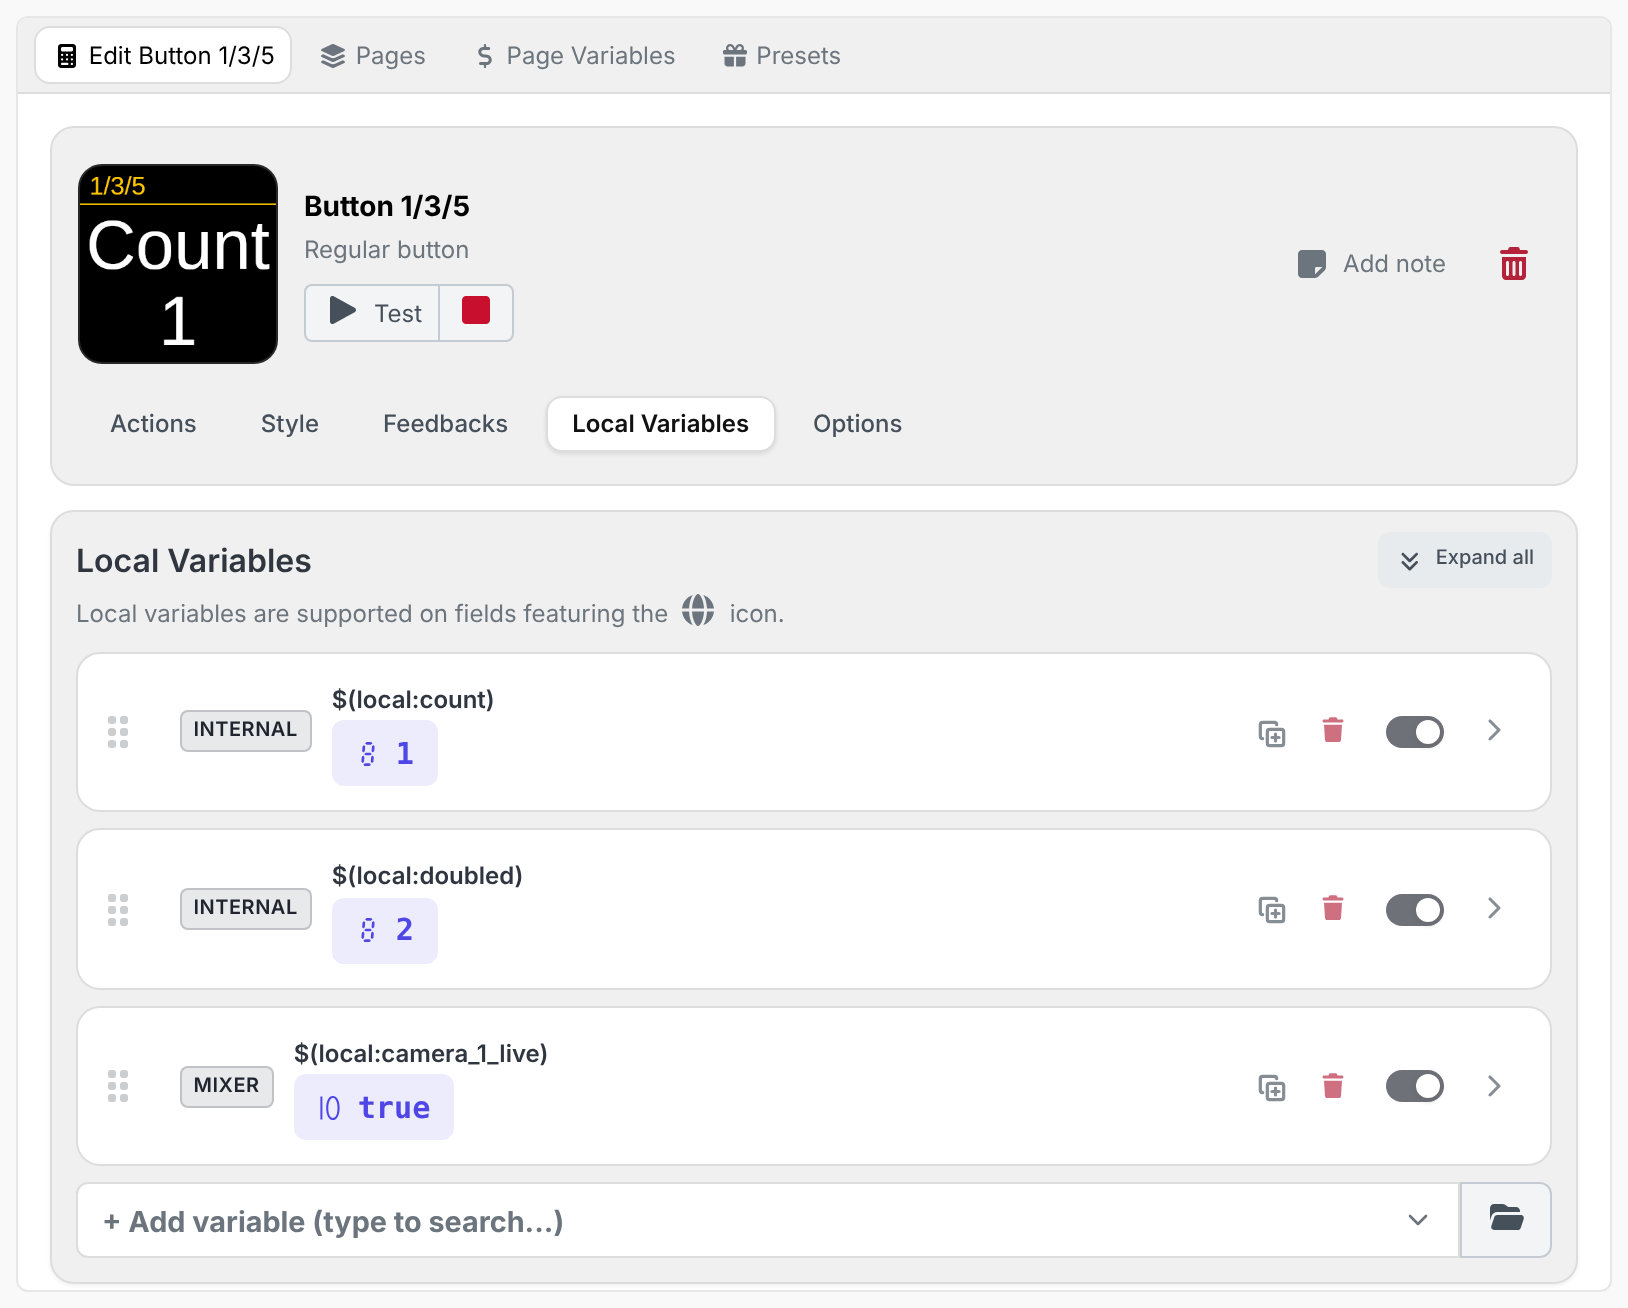 Edit Button 1/3/5
Pages
Page Variables
Presets
1/3/5
Count
1
Button 1/3/5
Regular button
Test
Add note
Actions
Style
Feedbacks
Local Variables
Options
Local Variables
Expand all
Local variables are supported on fields featuring the icon.
INTERNAL
$(local:count)
1
INTERNAL
$(local:doubled)
2
MIXER
$(local:camera_1_live)
true
+ Add variable (type to search...)